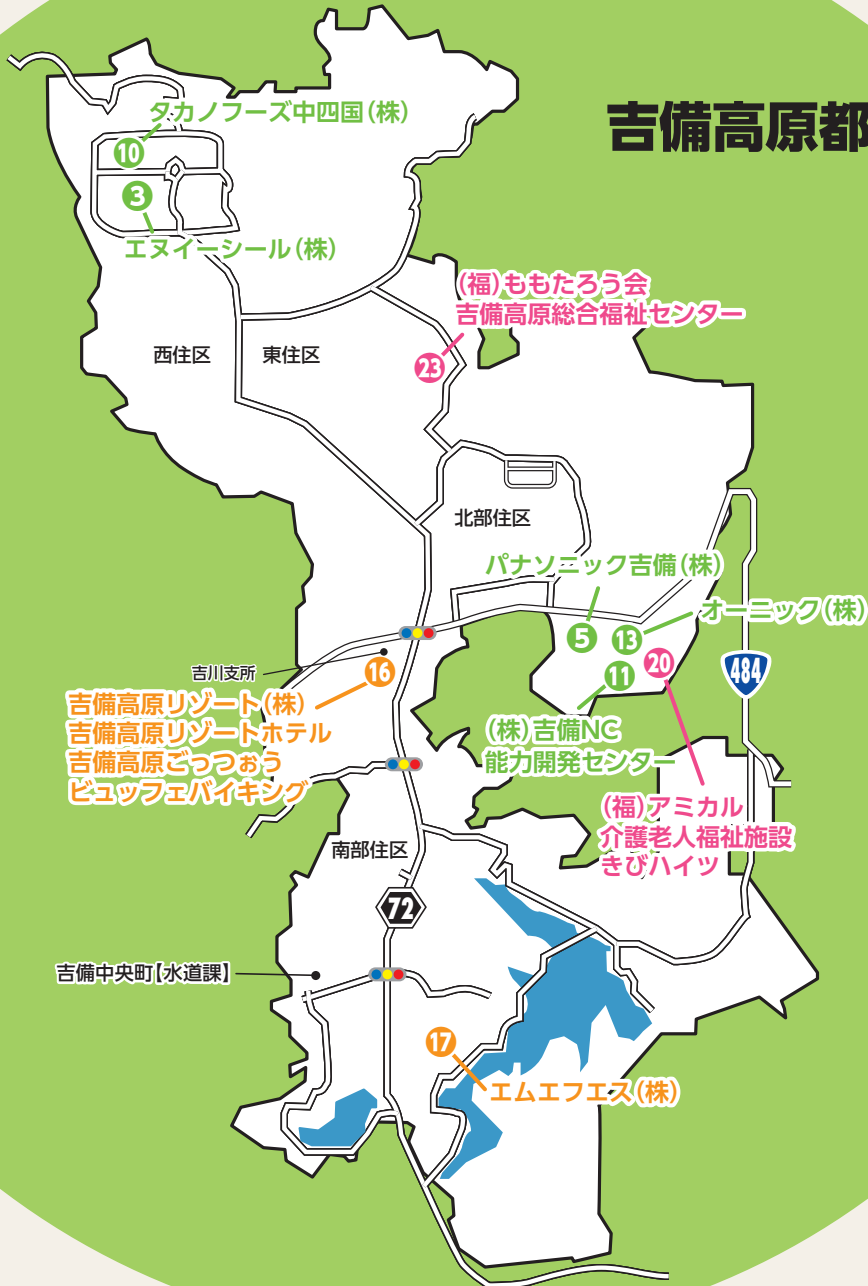 吉備高原都
タカノフーズ中四国(株)
10
3
エヌイーシール(株)
(福)ももたろう会
吉備高原総合福祉センター
23
西住区
東住区
北部住区
パナソニック吉備(株)
オーニック(株)
5
13
11
20
484
吉川支所
16
吉備高原リゾート(株)
吉備高原リゾートホテル
吉備高原ごっつぉう
ビュッフェバイキング
(株)吉備NC
能力開発センター
(福)アミカル
介護老人福祉施設
きびハイツ
南部住区
72
吉備中央町【水道課】
17
エムエフエス(株)